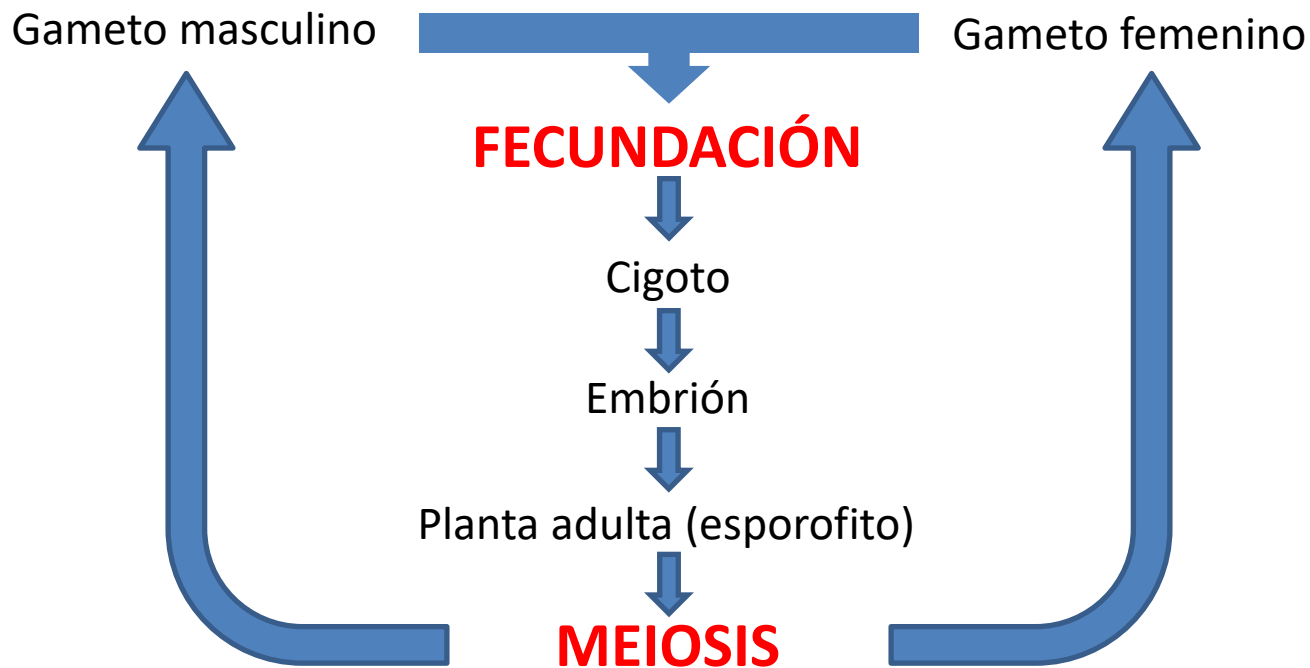 Gameto masculino
Gameto femenino
FECUNDACIÓN
Cigoto
Embrión
Planta adulta (esporofito)
MEIOSIS